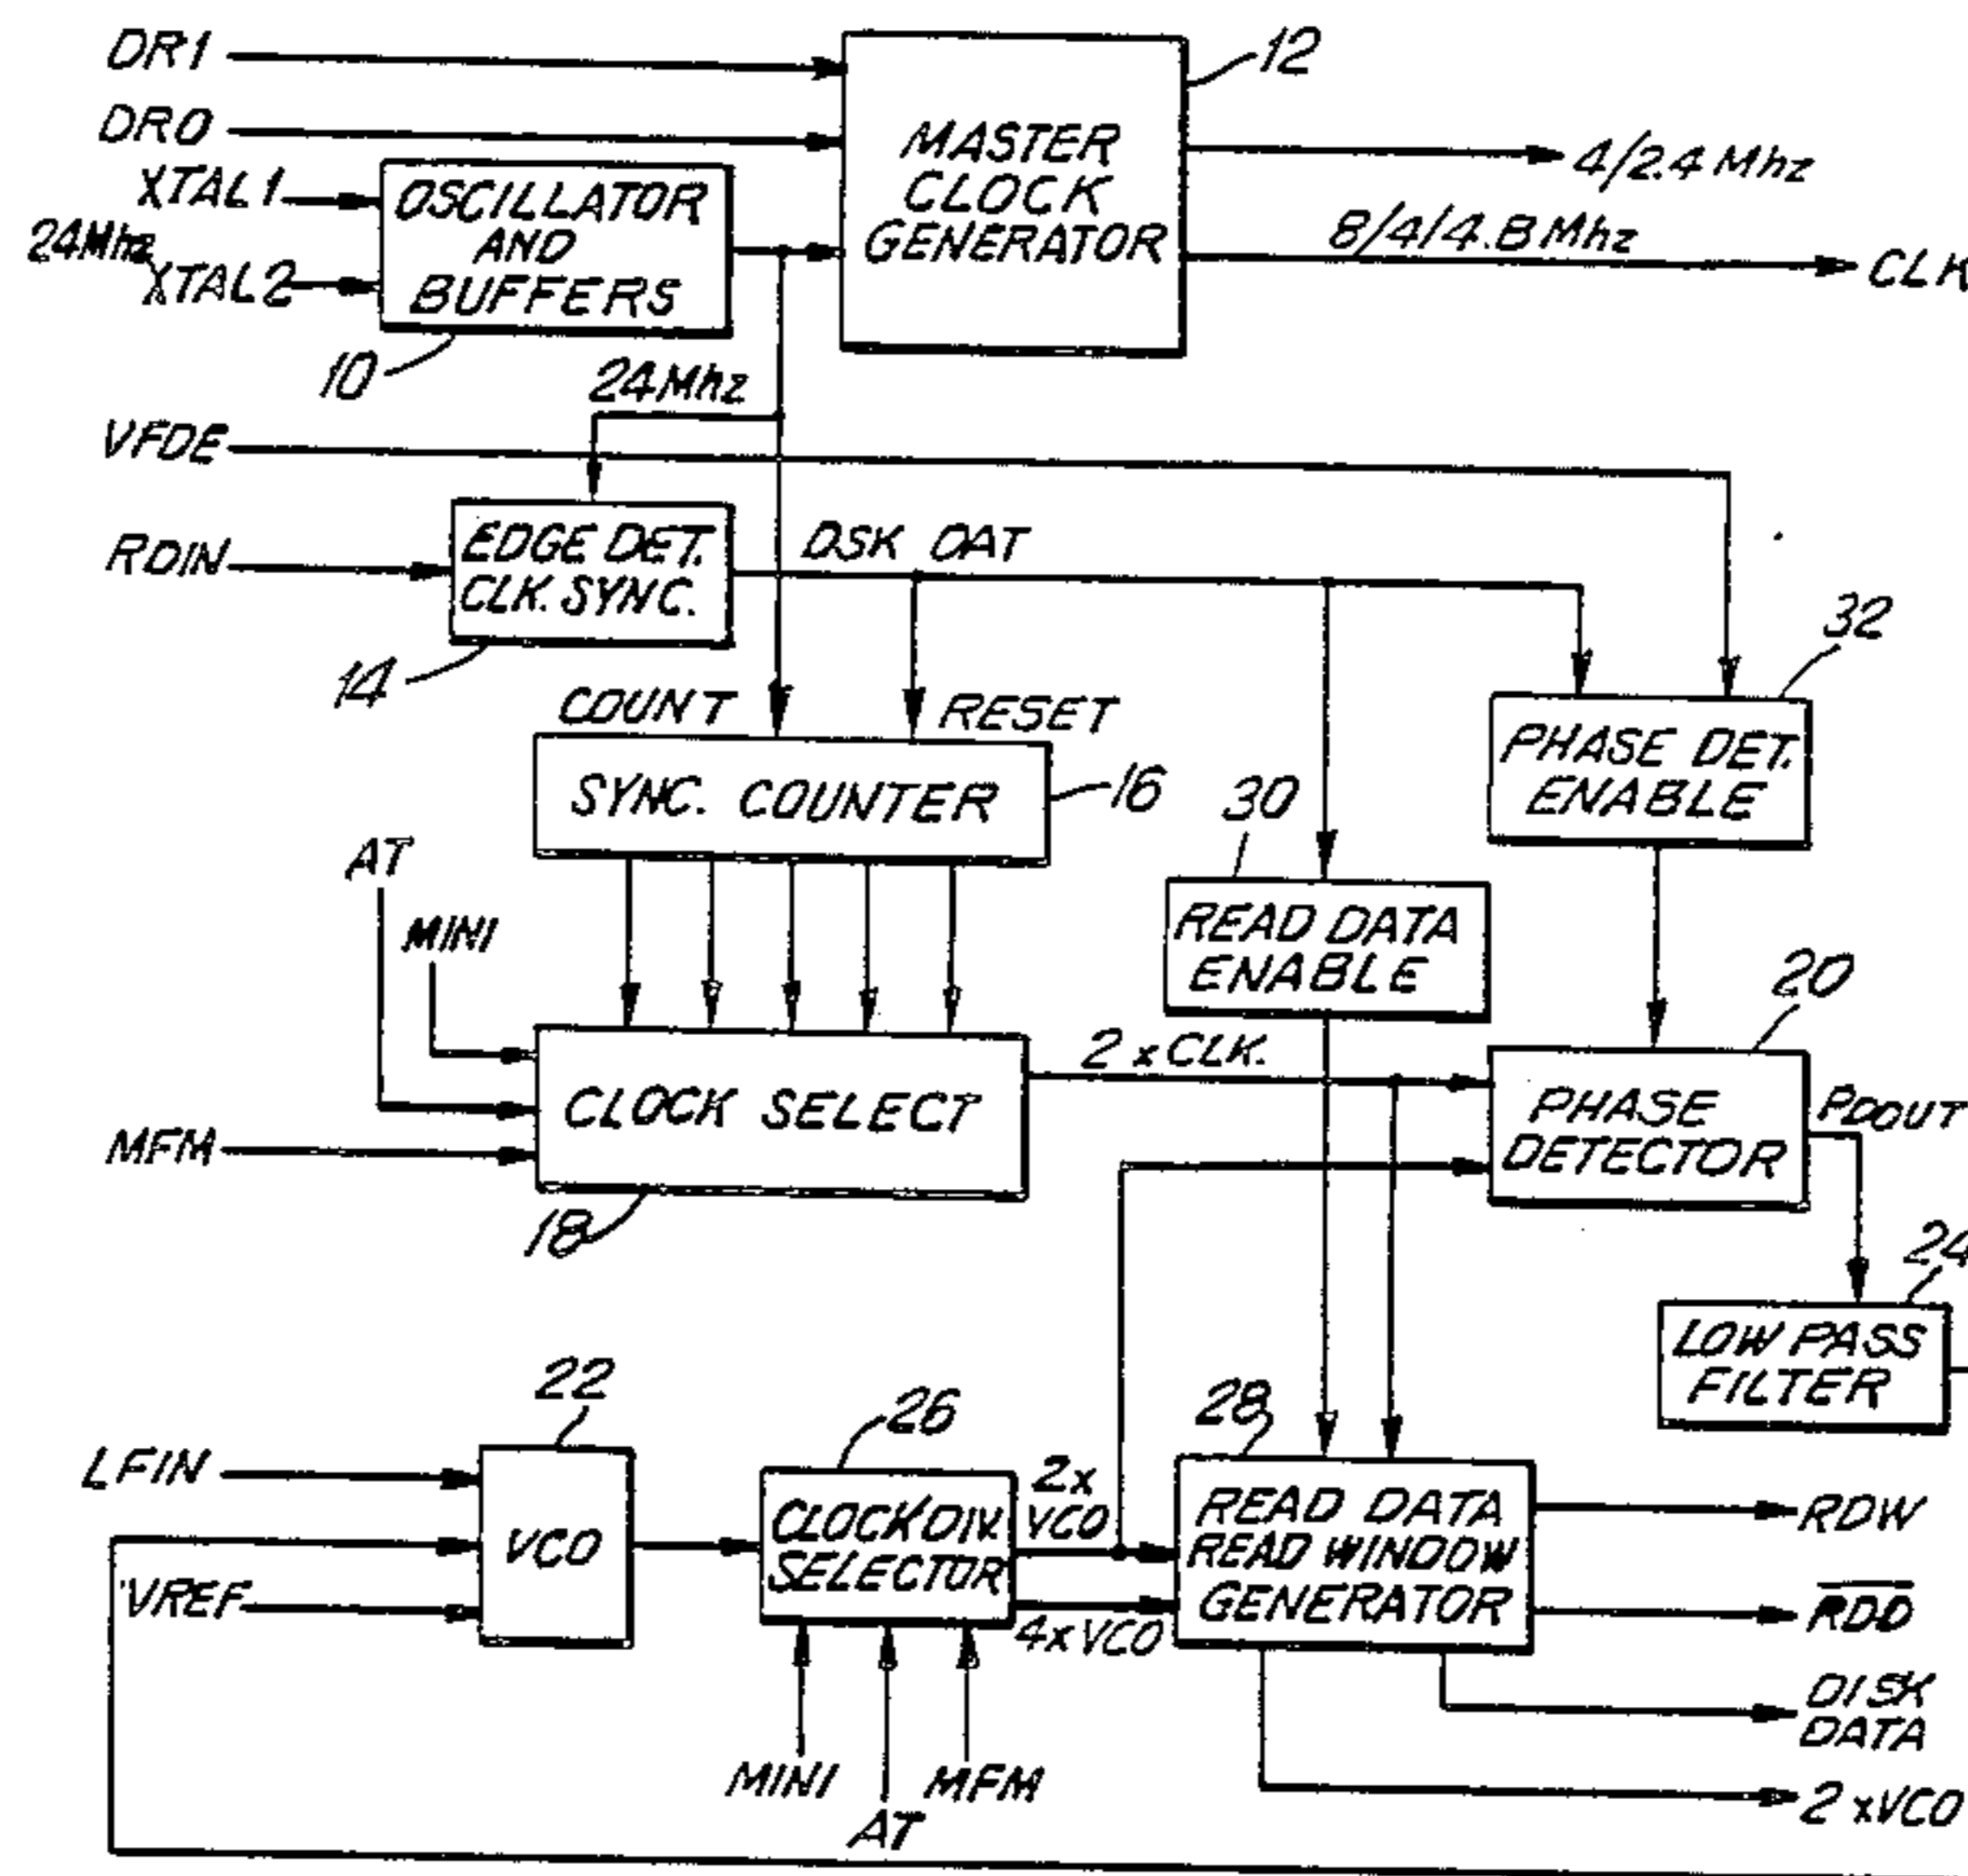 DR1
12
DR0
MASTER
CLOCK
GENERATOR
4/2.4 Mhz
XTAL1
24Mhz
XTAL2
OSCILLATOR
AND
BUFFERS
8/4/4.8 Mhz
CLK
10
24Mhz
VFDE
RDIN
EDGE DET.
CLK. SYNC.
DSK DAT
32
14
COUNT
RESET
PHASE DET.
ENABLE
SYNC. COUNTER
16
30
AT
MINI
READ DATA
ENABLE
20
2 x CLK.
CLOCK SELECT
PHASE
DETECTOR
PDOUT
MFM
18
24
LOW PASS
FILTER
22
26
28
LFIN
VCO
CLOCK DIV.
SELECTOR
2x
VCO
READ DATA
READ WINDOW
GENERATOR
RDW
VREF
4x VCO
RDD
MINI
AT
MFM
DISK
DATA
2 xVCO